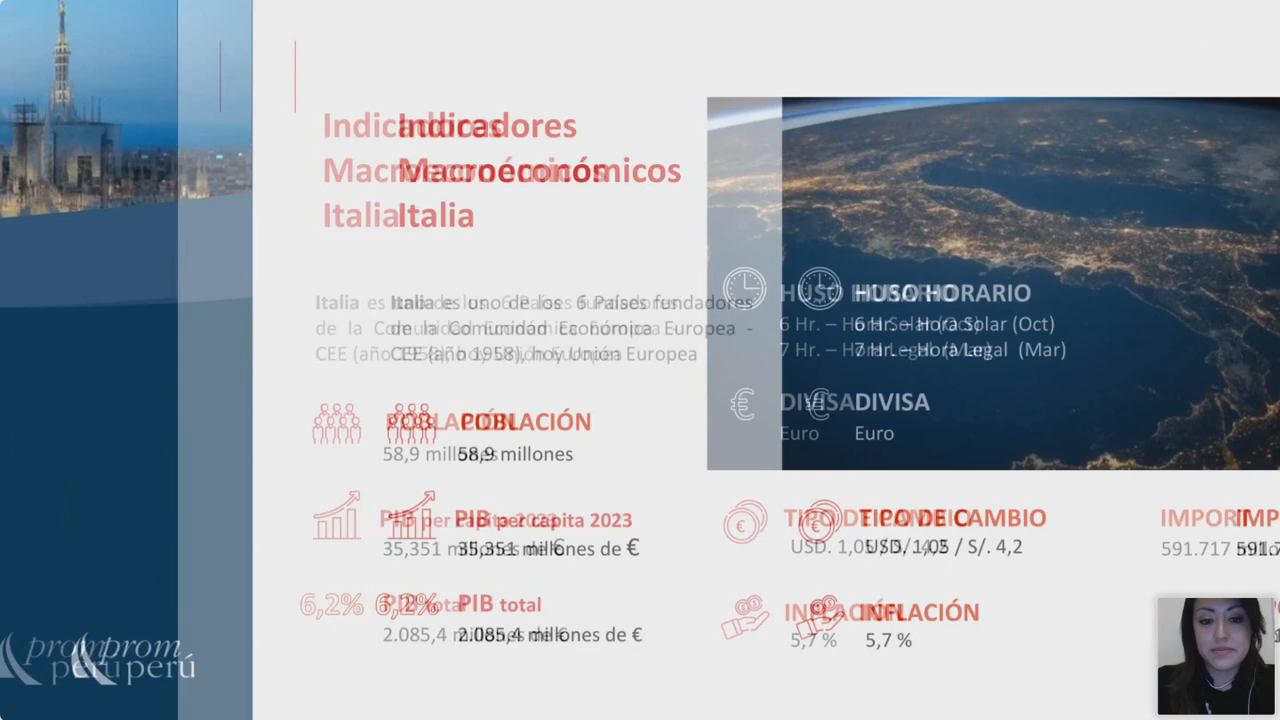 Indicadores
Macroeconómicos
Italia
Italia es uno de los 6 Países fundadores
de la Comunidad Económica Europea -
CEE (año 1958), hoy Unión Europea
HUSO HORARIO
6 Hr. – Hora Solar (Oct)
7 Hr. – Hora Legal (Mar)
DIVISA
Euro
POBLACIÓN
58,9 millones
PIB per capita 2023
35,351 millones de €
6,2%
PIB total
2.085,4 millones de €
TIPO DE CAMBIO
USD. 1,05 / S/. 4,2
INFLACIÓN
5,7 %
591.717
prom
perú